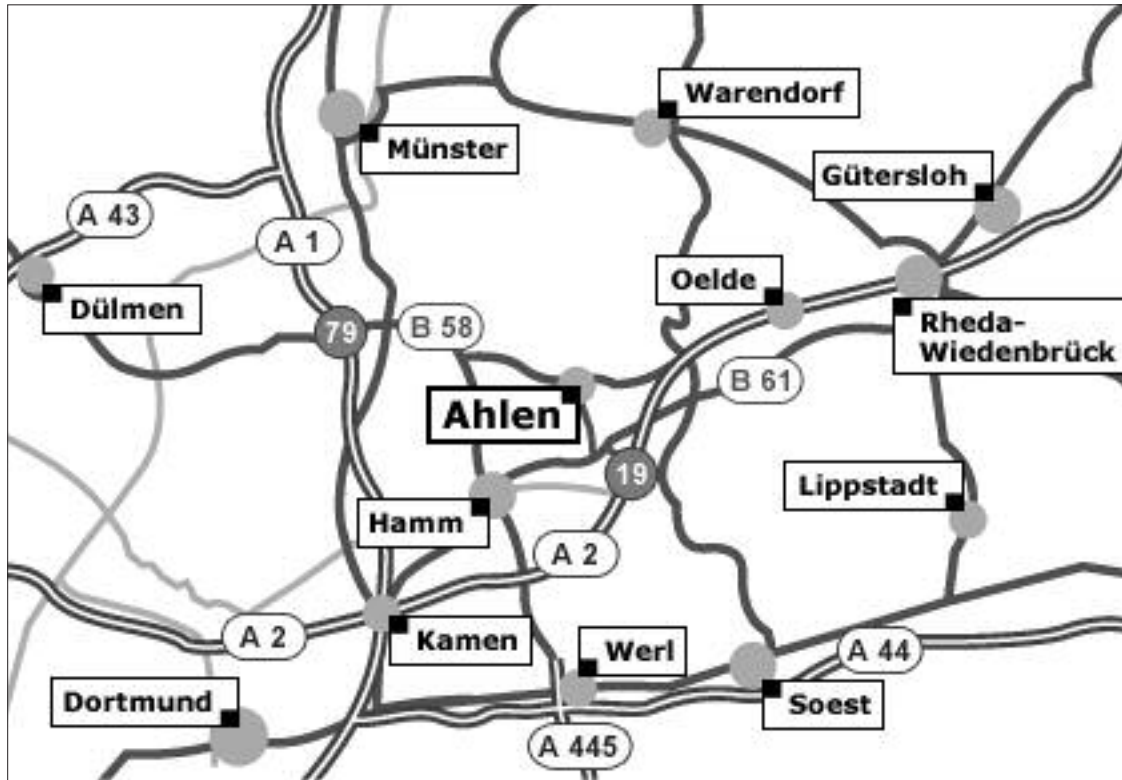 Warendorf
Münster
Gütersloh
A 43
A 1
Oelde
Dülmen
79
B 58
Rheda-
Wiedenbrück
B 61
Ahlen
19
Lippstadt
Hamm
A 2
A 2
Kamen
Werl
A 44
Dortmund
Soest
A 445